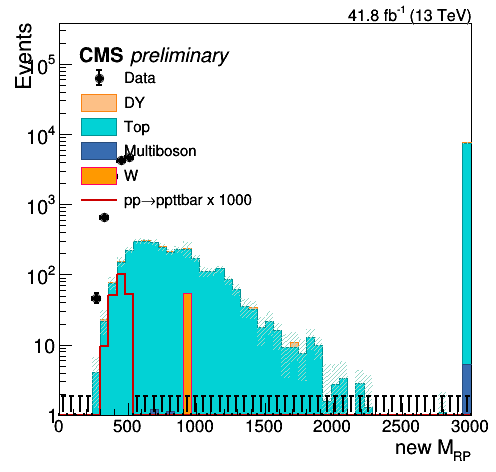 41.8 fb⁻¹ (13 TeV)
Events
CMS preliminary
Data
DY
Top
Multiboson
W
pp→ppttbar x 1000
10⁵
10⁴
10³
10²
10
1
0 500 1000 1500 2000 2500 3000
new M_RP